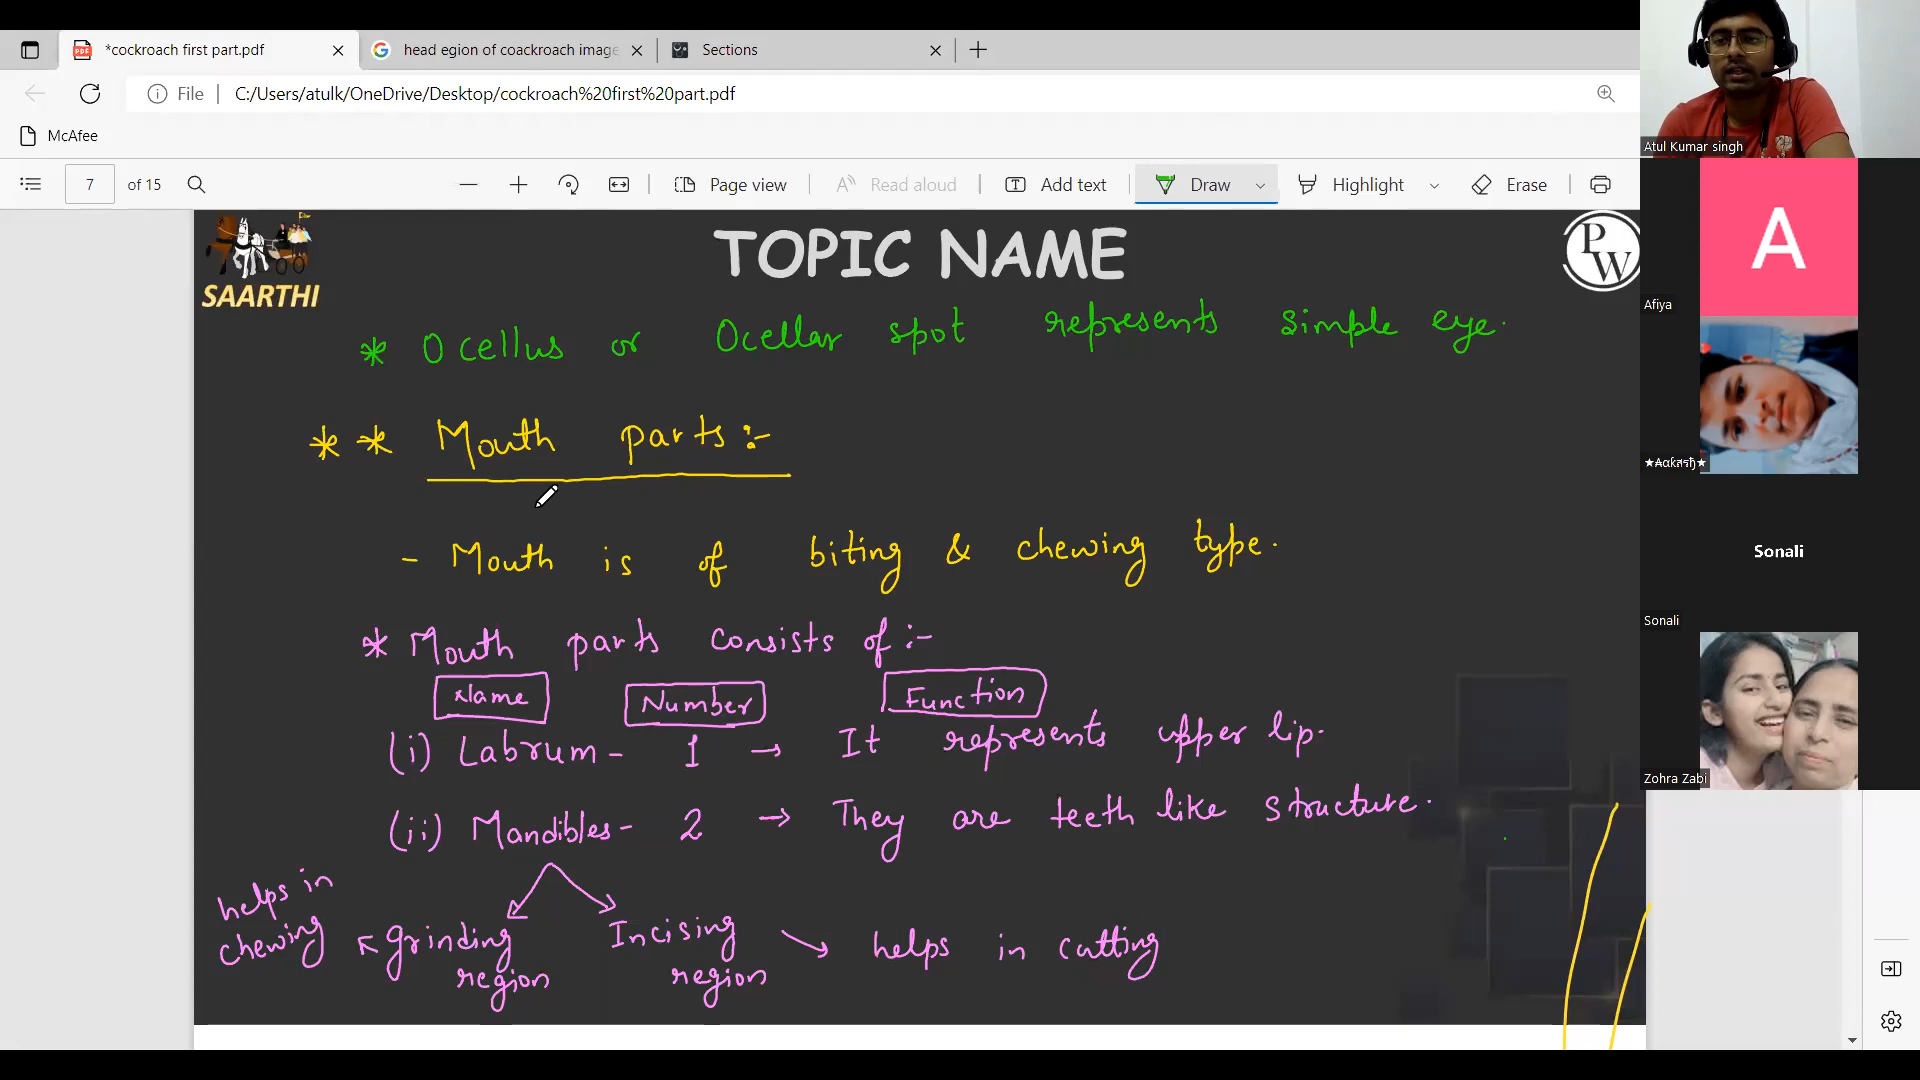 *cockroach first part.pdf
head egion of coackroach image
Sections
File
C:/Users/atulk/OneDrive/Desktop/cockroach%20first%20part.pdf
McAfee
7 of 15
Page view
Read aloud
Add text
Draw
Highlight
Erase
SAARTHI
TOPIC NAME
PW
* Ocellus or Ocellar spot represents simple eye.
** Mouth parts :-
- Mouth is of biting & chewing type.
* Mouth parts consists of :-
Name Number Function
(i) Labrum - 1 → It represents upper lip.
(ii) Mandibles - 2 → They are teeth like structure.
helps in
chewing
grinding
region
Incising
region
→ helps in cutting
Atul Kumar singh
A
Afiya
Sonali
Sonali
Zohra Zabi